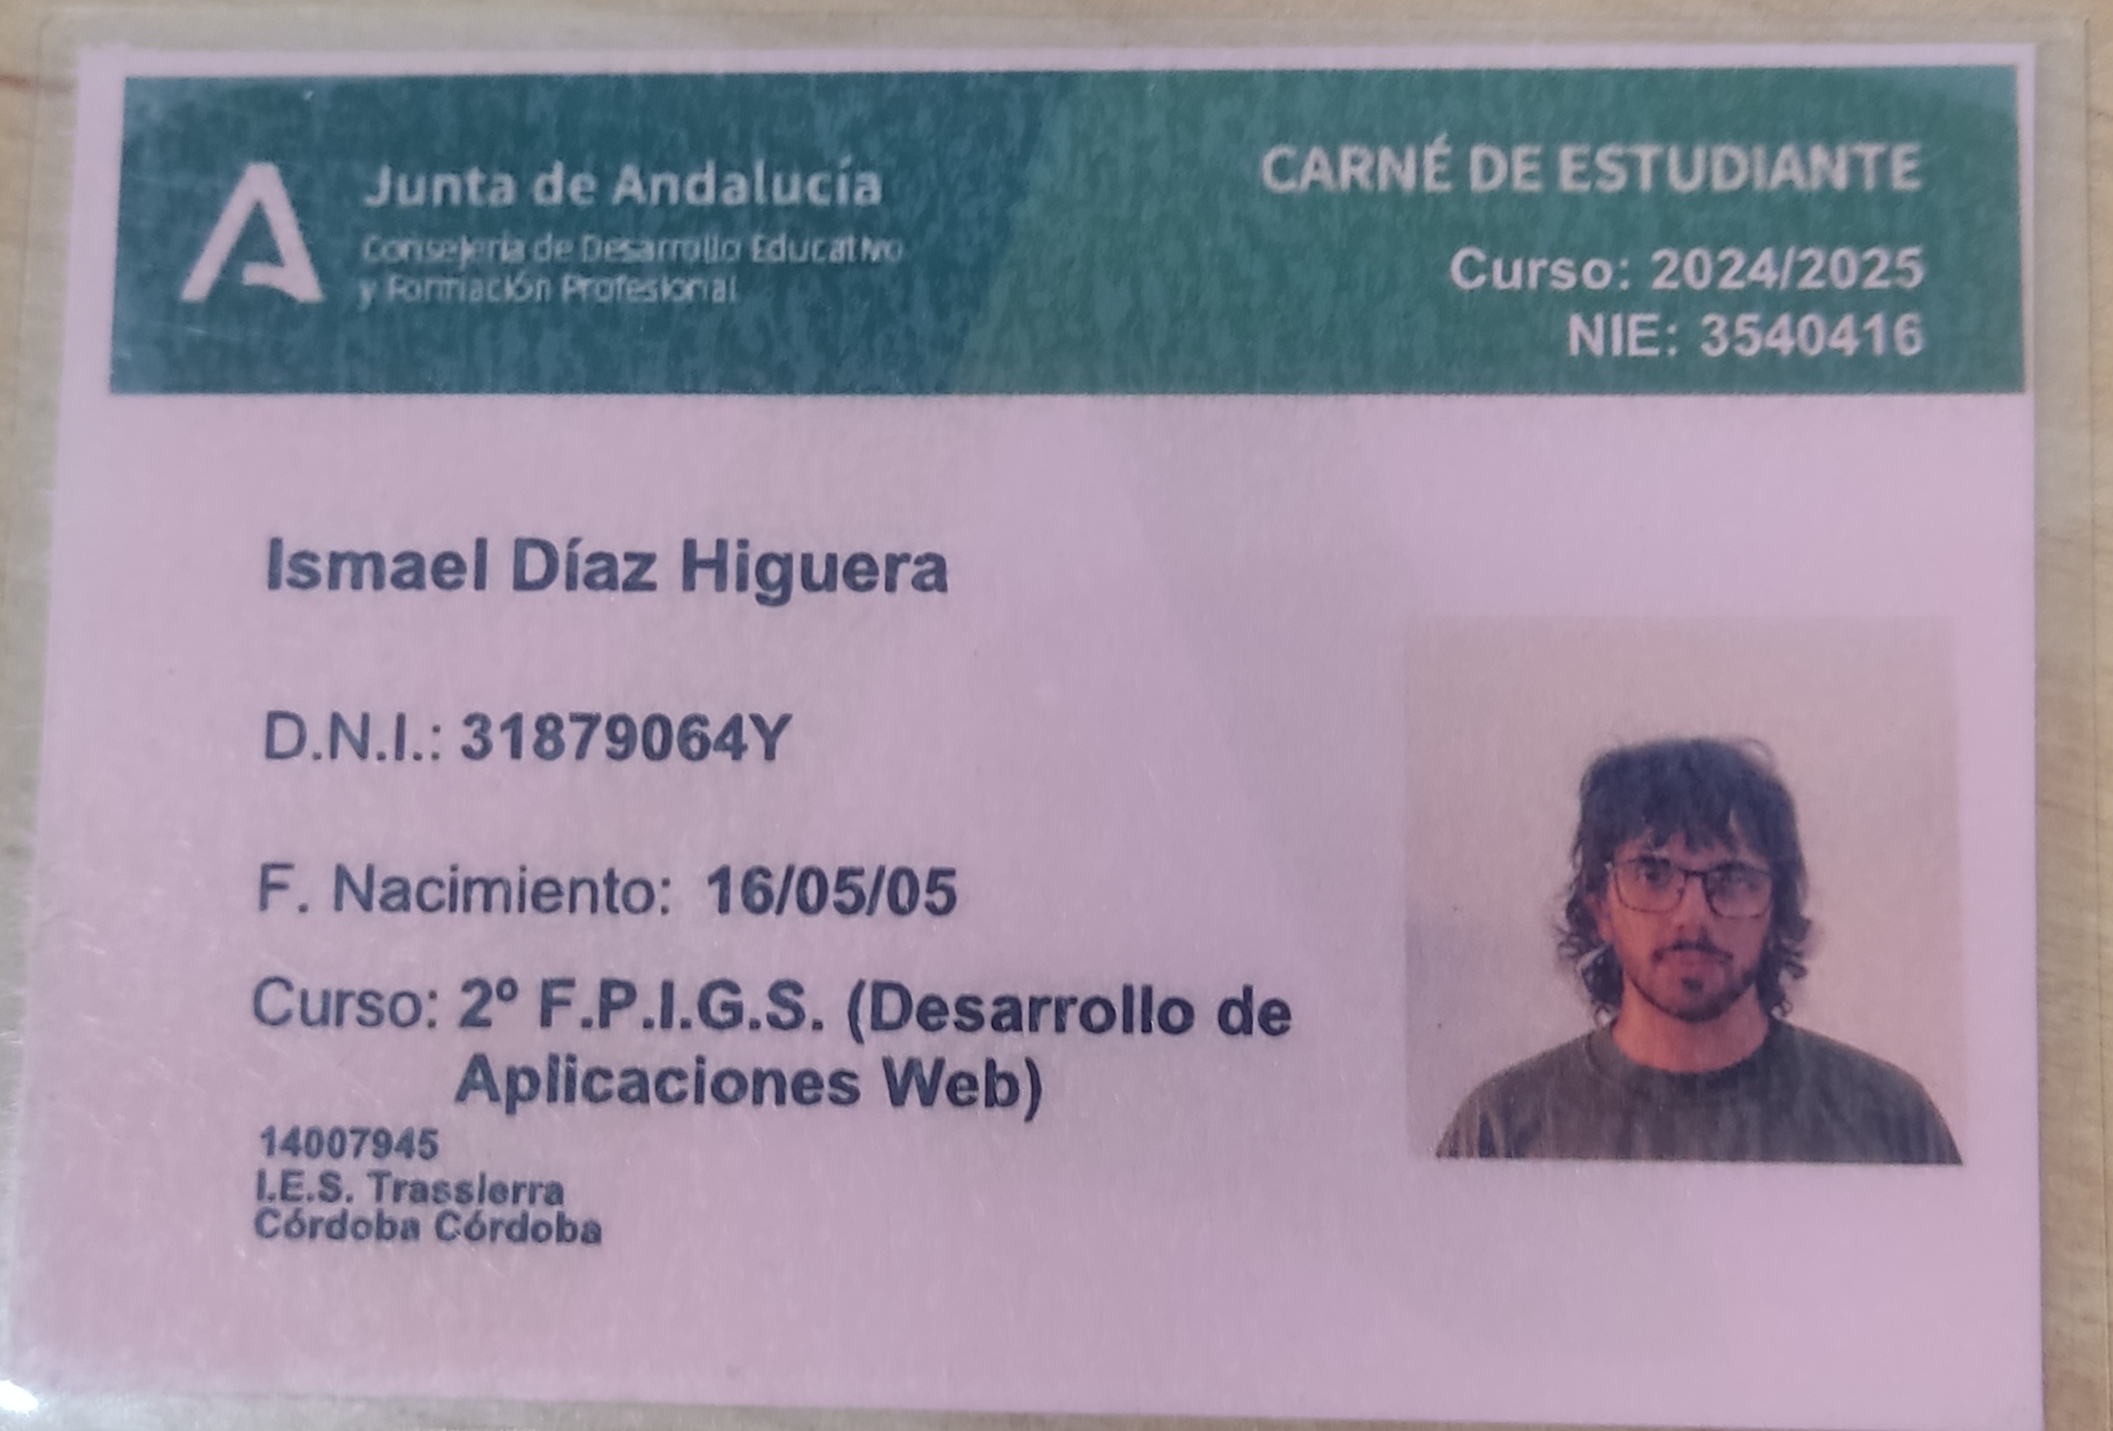 Junta de Andalucía
Consejería de Desarrollo Educativo
y Formación Profesional
CARNÉ DE ESTUDIANTE
Curso: 2024/2025
NIE: 3540416
Ismael Díaz Higuera
D.N.I.: 31879064Y
F. Nacimiento: 16/05/05
Curso: 2º F.P.I.G.S. (Desarrollo de
Aplicaciones Web)
14007945
I.E.S. Trassierra
Córdoba Córdoba